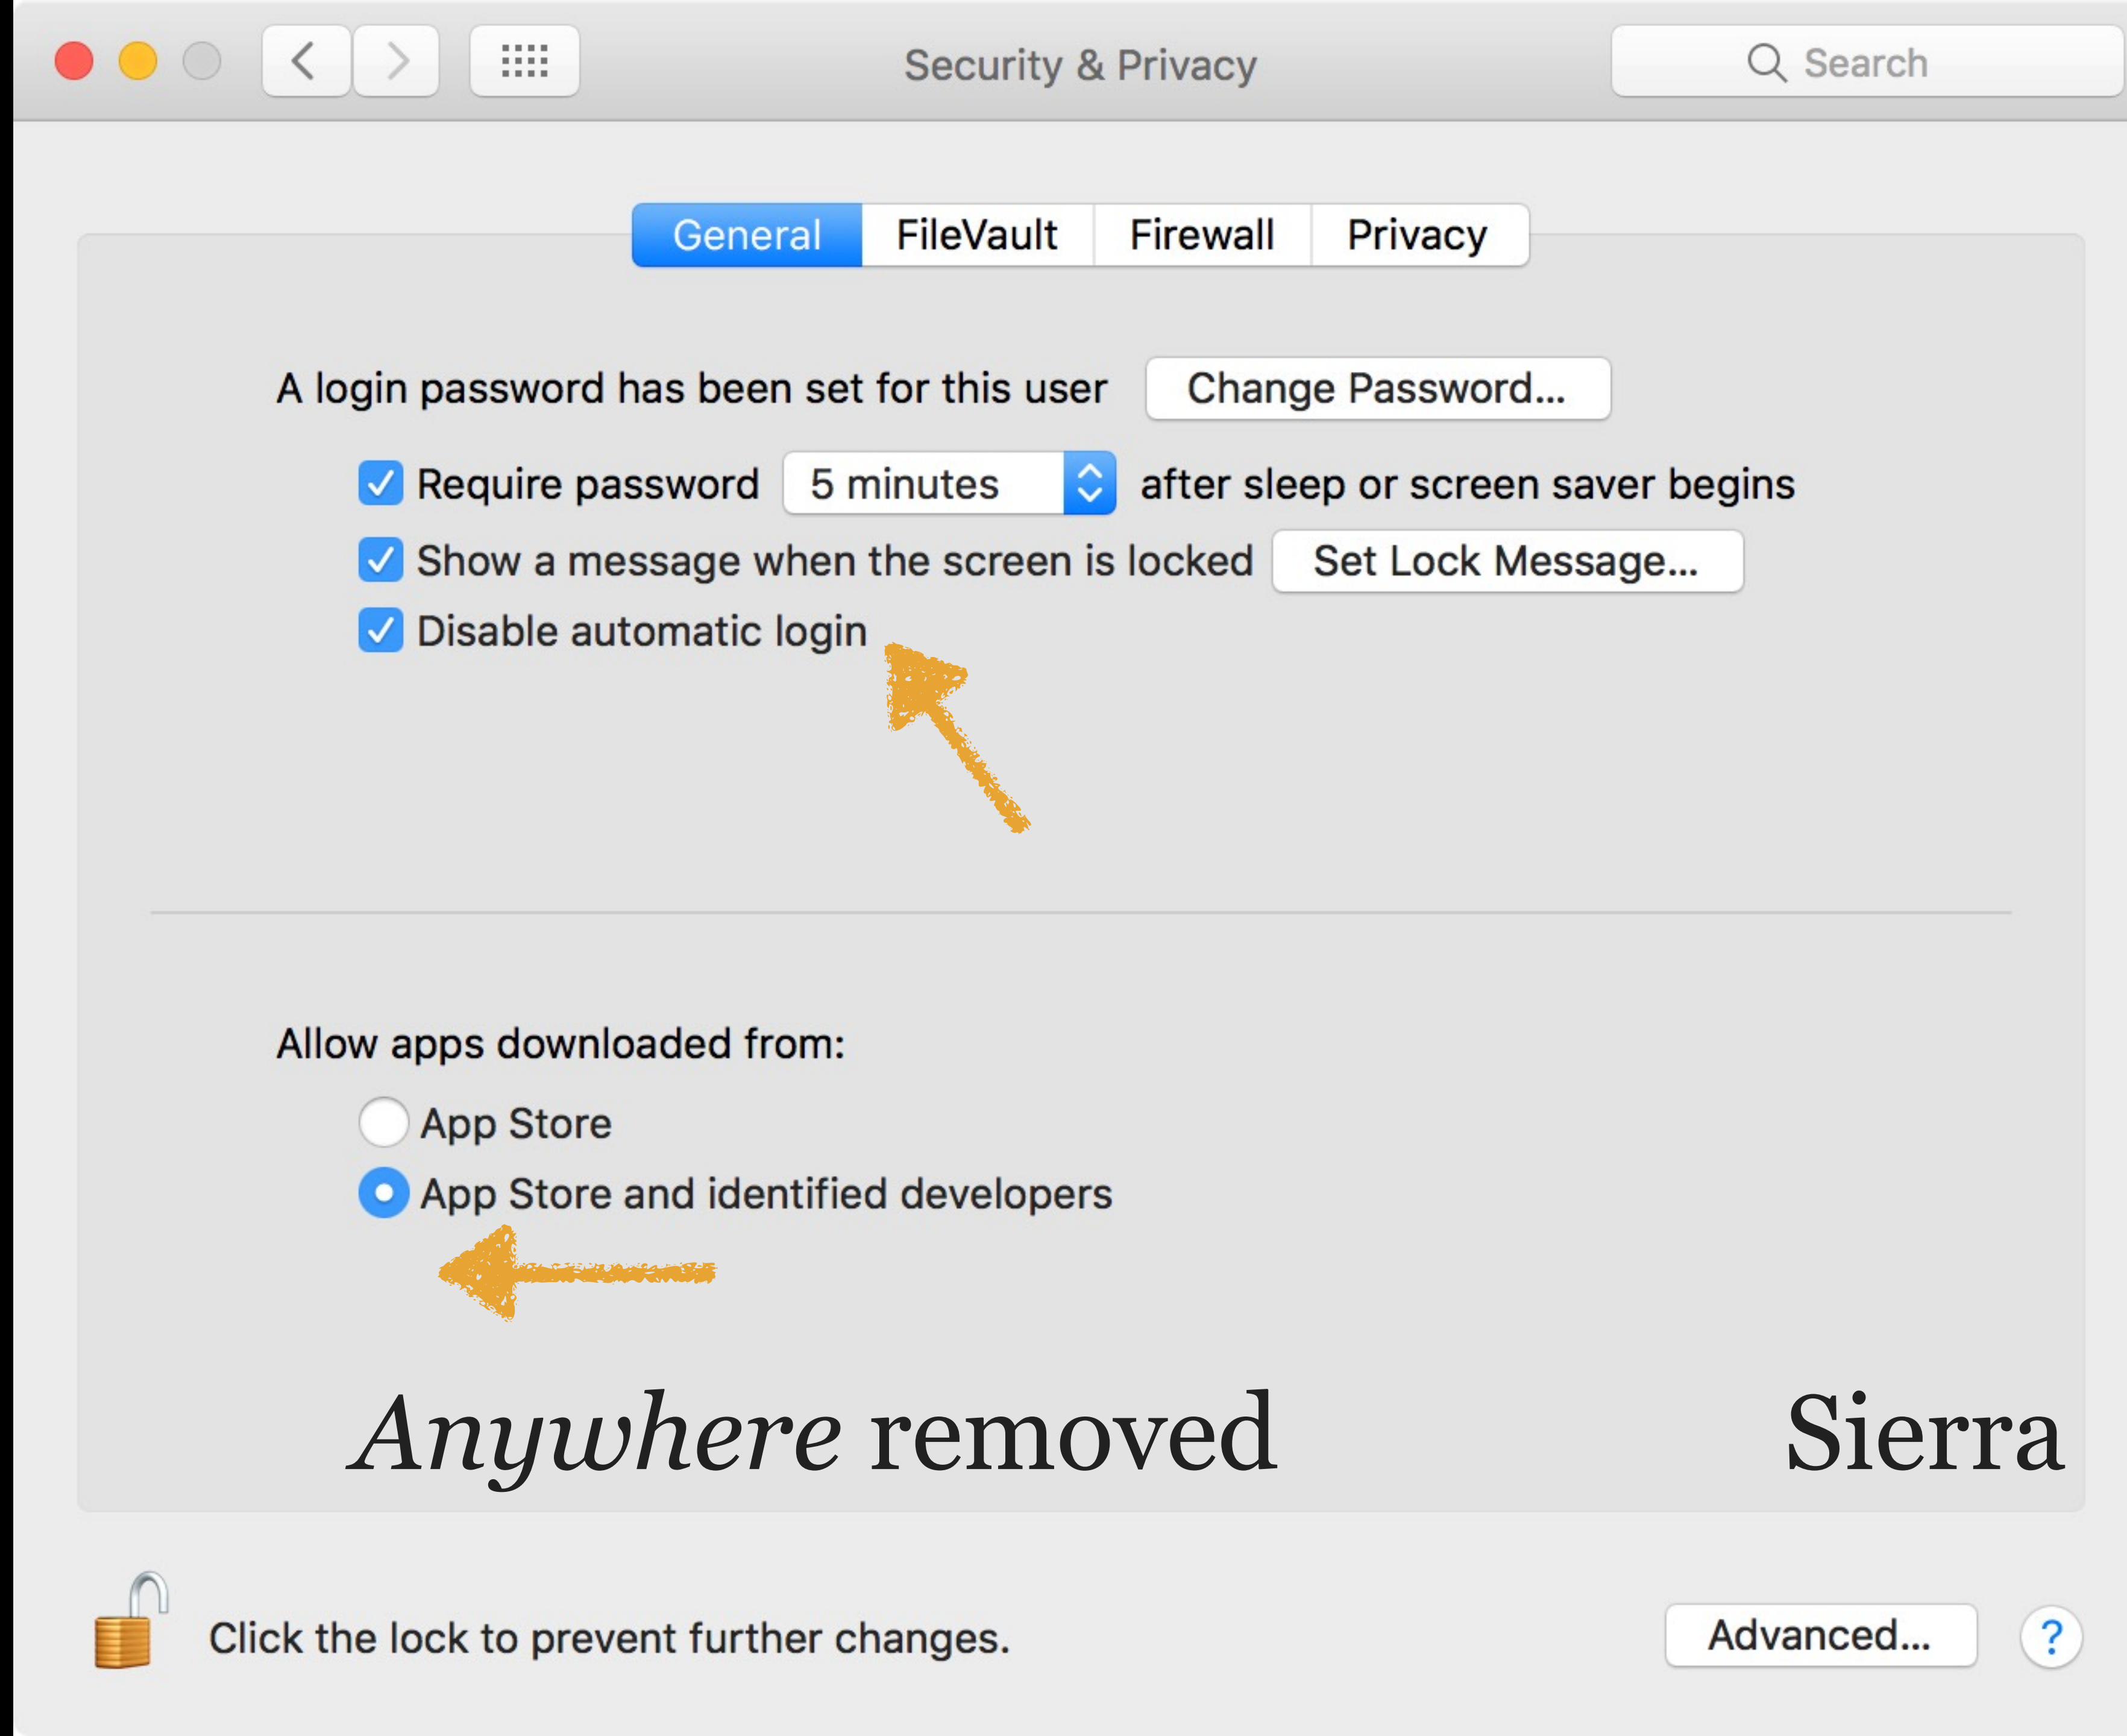 Security & Privacy
Search
General FileVault Firewall Privacy
A login password has been set for this user Change Password...
Require password 5 minutes after sleep or screen saver begins
Show a message when the screen is locked Set Lock Message...
Disable automatic login
Allow apps downloaded from:
App Store
App Store and identified developers
Anywhere removed Sierra
Click the lock to prevent further changes. Advanced... ?